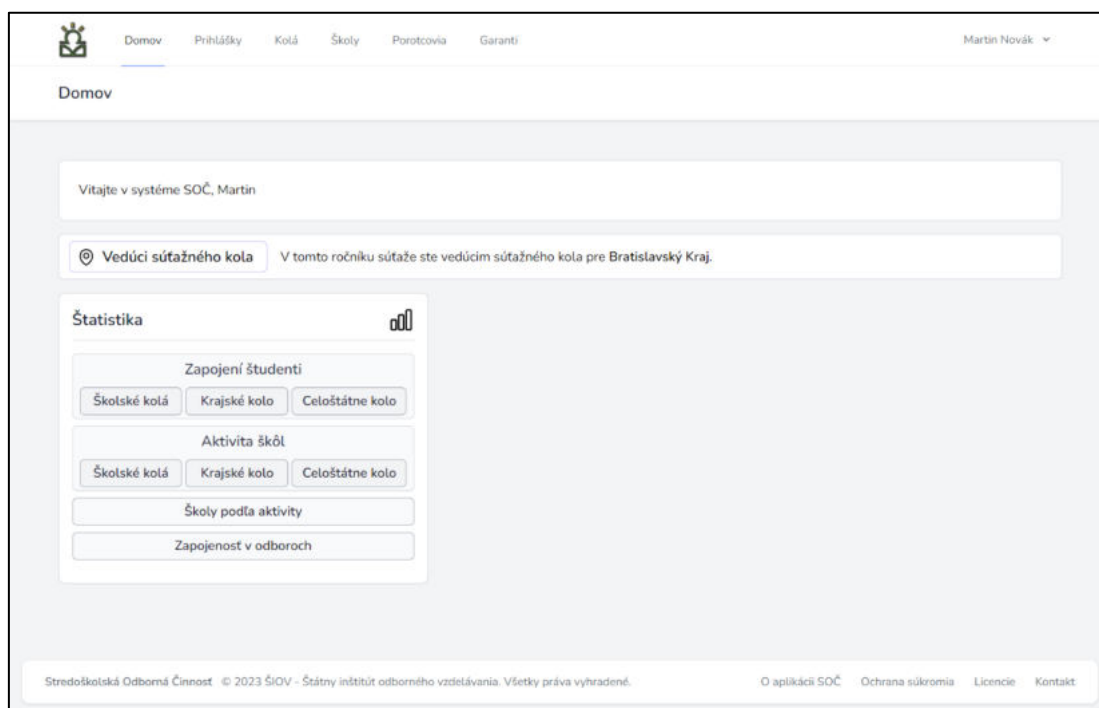 Domov Prihlášky Kolá Školy Porotcovia Garanti Martin Novák
Domov
Vitajte v systéme SOČ, Martin
Vedúci súťažného kola V tomto ročníku súťaže ste vedúcim súťažného kola pre Bratislavský Kraj.
Štatistika
Zapojení študenti
Školské kolá Krajské kolo Celoštátne kolo
Aktivita škôl
Školské kolá Krajské kolo Celoštátne kolo
Školy podľa aktivity
Zapojenosť v odboroch
Stredoškolská Odborná Činnosť © 2023 ŠIOV - Štátny inštitút odborného vzdelávania. Všetky práva vyhradené. O aplikácii SOČ Ochrana súkromia Licencie Kontakt